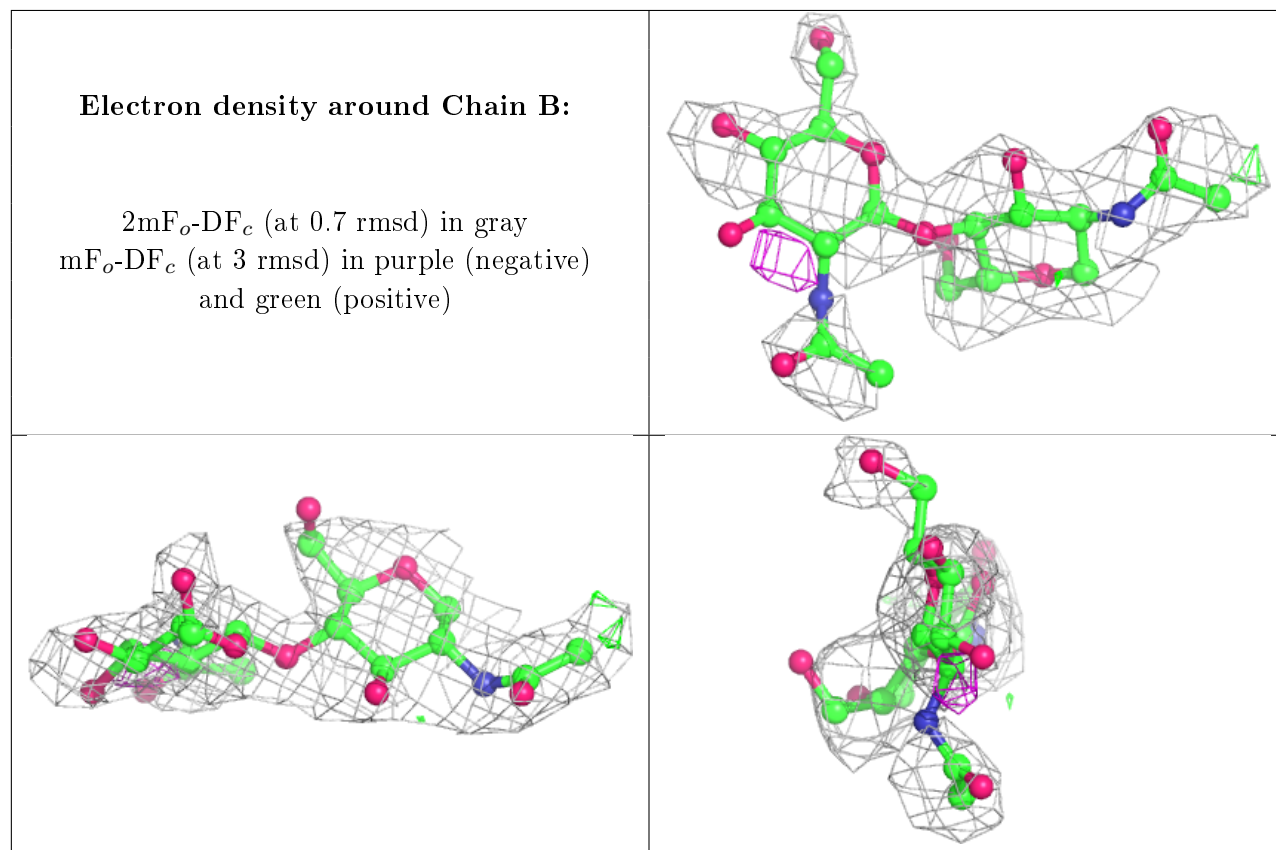 Electron density around Chain B:
2mFₒ-DF𝒸 (at 0.7 rmsd) in gray
mFₒ-DF𝒸 (at 3 rmsd) in purple (negative)
and green (positive)